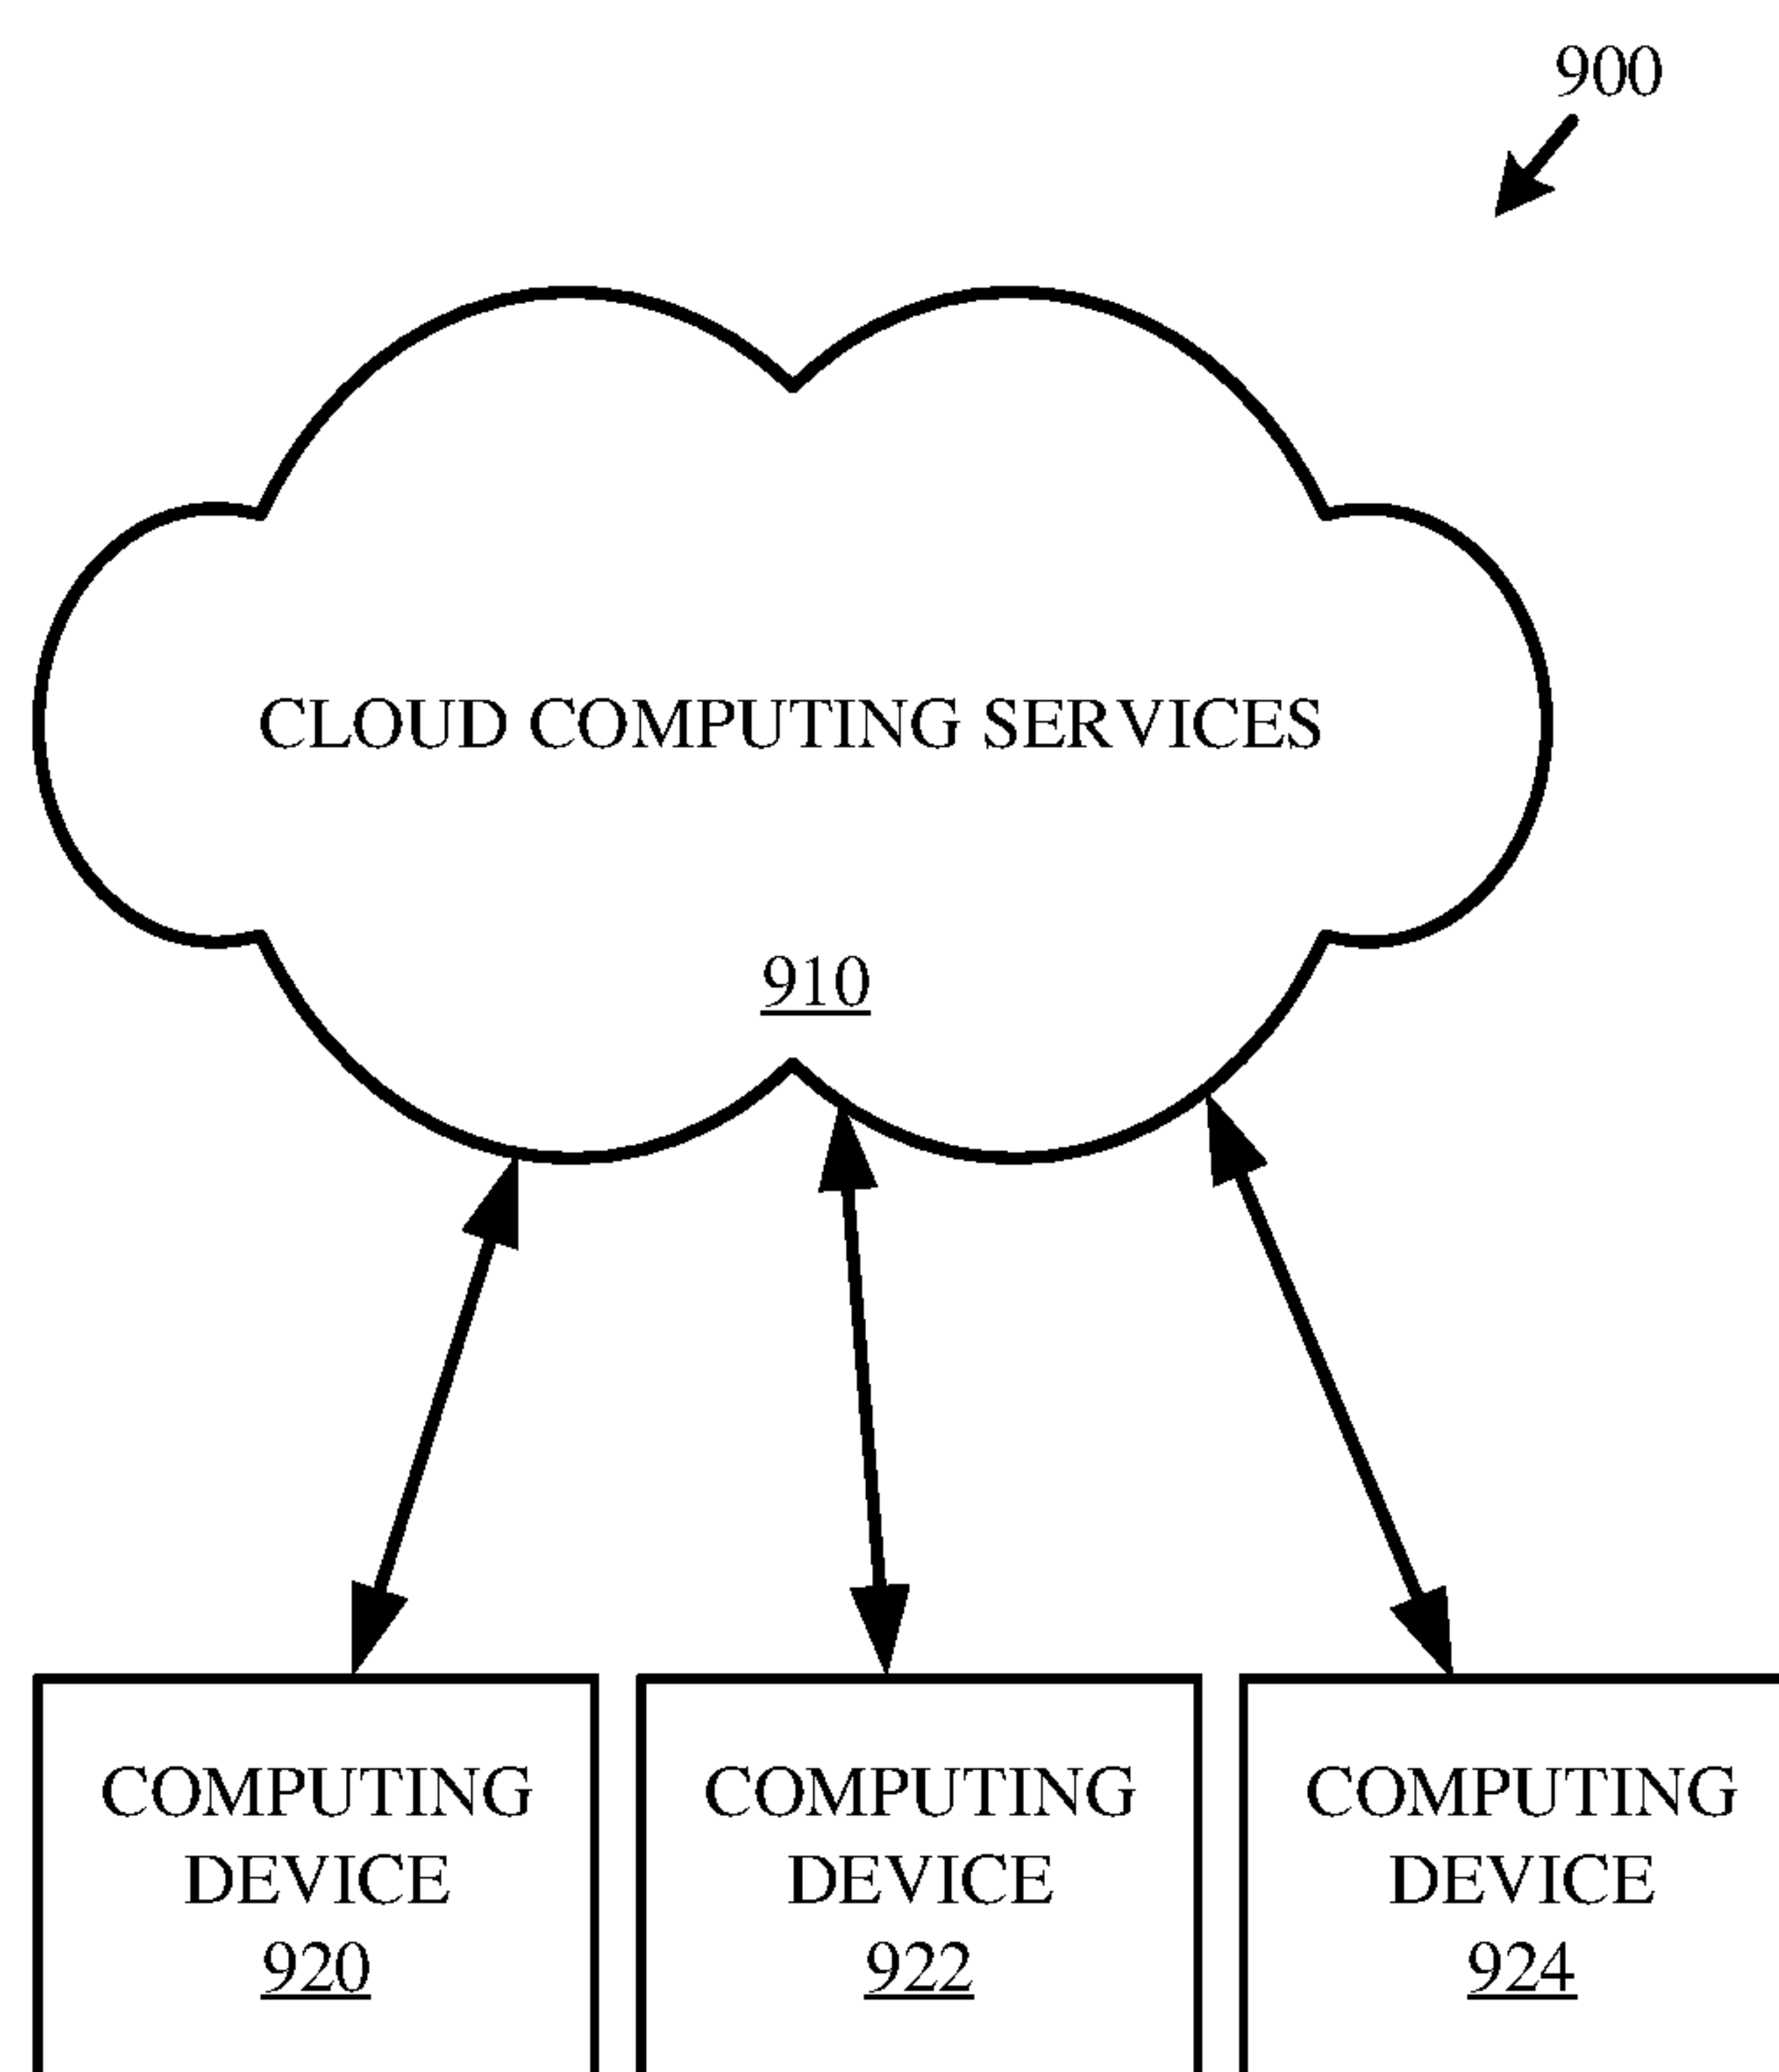 900
CLOUD COMPUTING SERVICES
910
COMPUTING
DEVICE
920
COMPUTING
DEVICE
922
COMPUTING
DEVICE
924